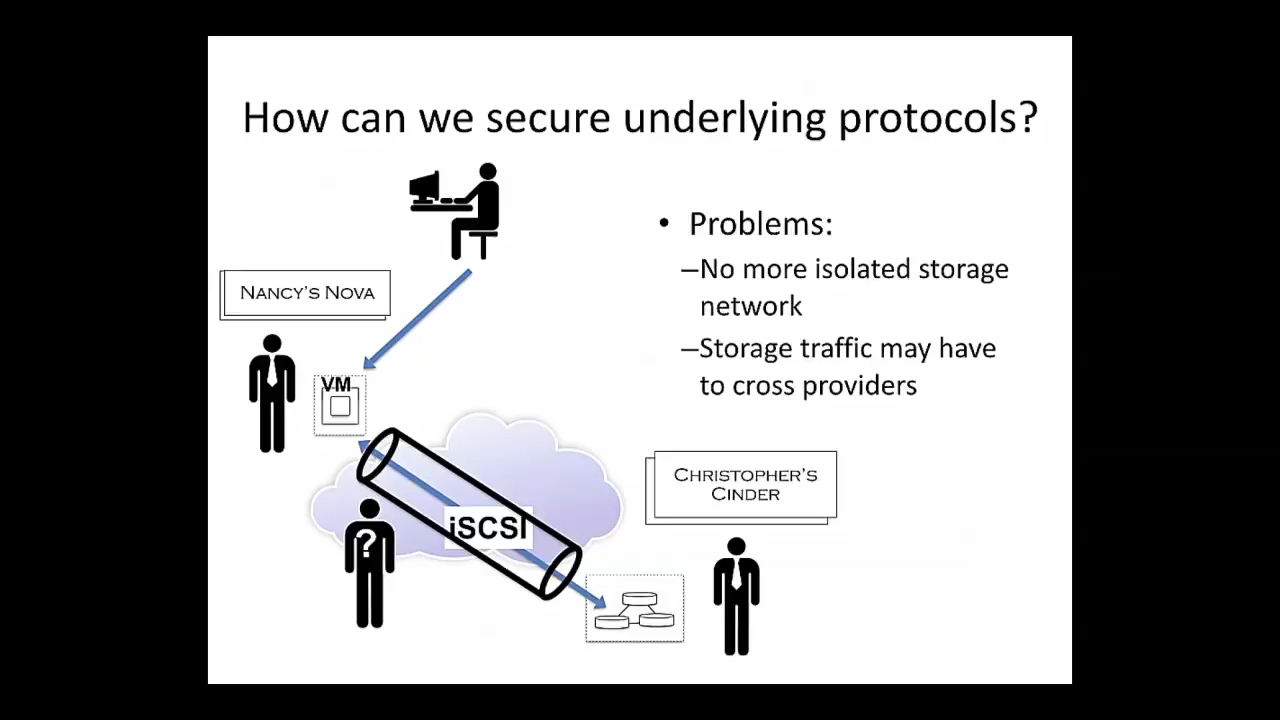 How can we secure underlying protocols?
• Problems:
–No more isolated storage
network
–Storage traffic may have
to cross providers
NANCY'S NOVA
VM
iSCSI
?
CHRISTOPHER'S
CINDER